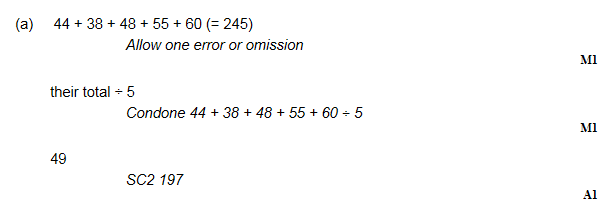 (a) 44 + 38 + 48 + 55 + 60 (= 245)
Allow one error or omission
M1
their total ÷ 5
Condone 44 + 38 + 48 + 55 + 60 ÷ 5
M1
49
SC2 197
A1